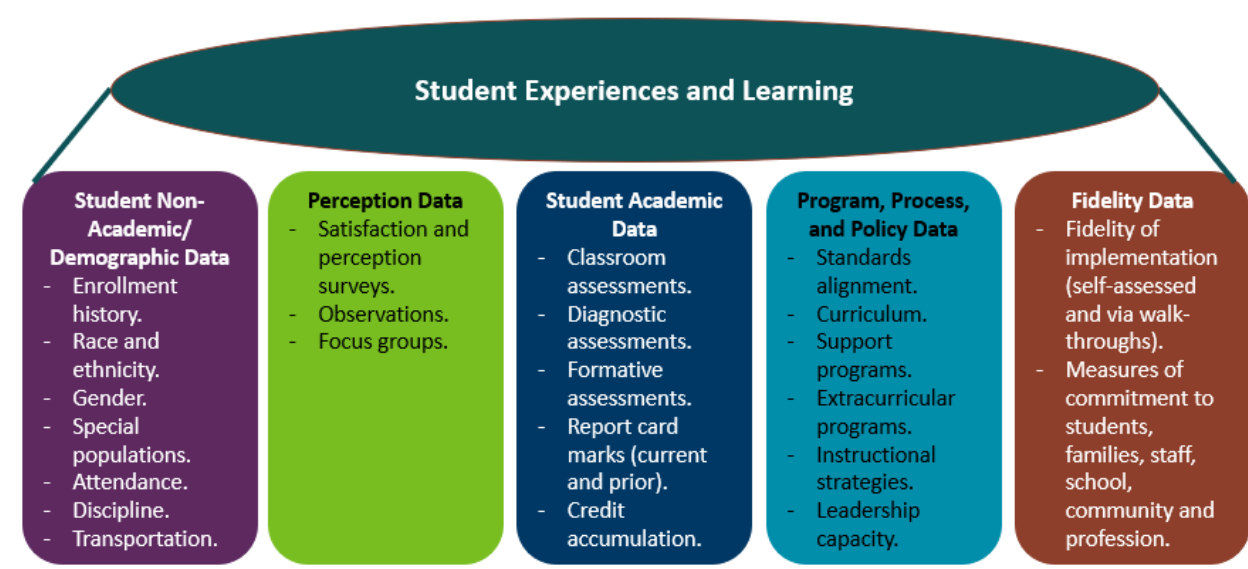 Student Experiences and Learning
Student Non-
Academic/
Demographic Data
- Enrollment
history.
- Race and
ethnicity.
- Gender.
- Special
populations.
- Attendance.
- Discipline.
- Transportation.
Perception Data
- Satisfaction and
perception
surveys.
- Observations.
- Focus groups.
Student Academic
Data
- Classroom
assessments.
- Diagnostic
assessments.
- Formative
assessments.
- Report card
marks (current
and prior).
- Credit
accumulation.
Program, Process,
and Policy Data
- Standards
alignment.
- Curriculum.
- Support
programs.
- Extracurricular
programs.
- Instructional
strategies.
- Leadership
capacity.
Fidelity Data
- Fidelity of
implementation
(self-assessed
and via walk-
throughs).
- Measures of
commitment to
students,
families, staff,
school,
community and
profession.